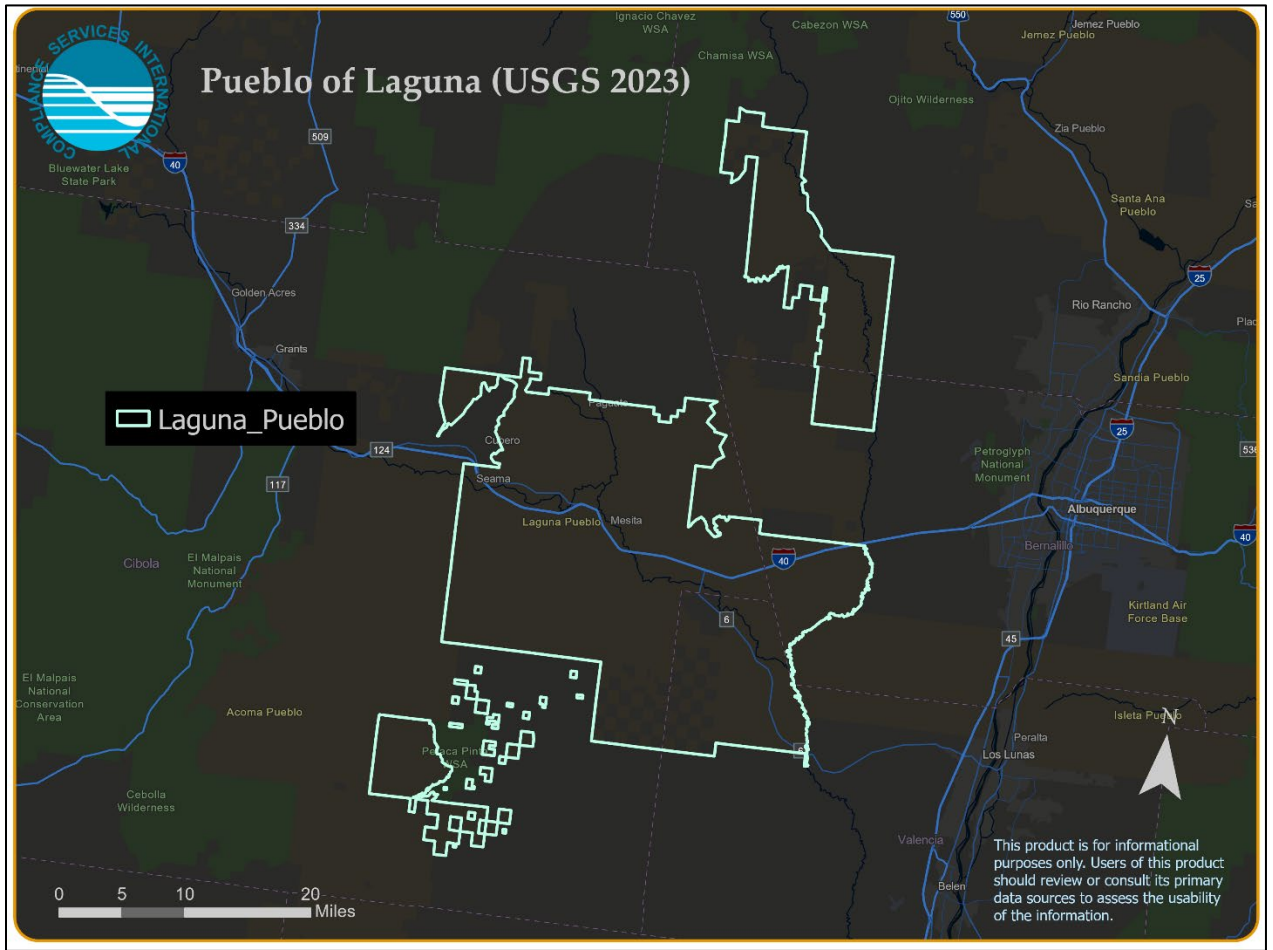 COMPLIANCE SERVICES INTERNATIONAL
Pueblo of Laguna (USGS 2023)
Ignacio Chavez
WSA
Cabezon WSA
550
Jemez Pueblo
Jemez Pueblo
Chamisa WSA
Ojito Wilderness
509
Zia Pueblo
40
Bluewater Lake
State Park
Santa Ana
Pueblo
334
25
Golden Acres
Rio Rancho
Grants
Sandia Pueblo
Laguna_Pueblo
Paguate
25
Cubero
124
536
Petroglyph
National
Monument
Seama
117
Albuquerque
Laguna Pueblo
Mesita
40
Bernalillo
40
Cibola
El Malpais
National
Monument
Kirtland Air
Force Base
6
45
El Malpais
National
Conservation
Area
Acoma Pueblo
Isleta Pueblo
N
Peralta
6
Los Lunas
WSA
Cebolla
Wilderness
Valencia
This product is for informational
purposes only. Users of this product
should review or consult its primary
data sources to assess the usability
of the information.
Belen
0 5 10 20
Miles